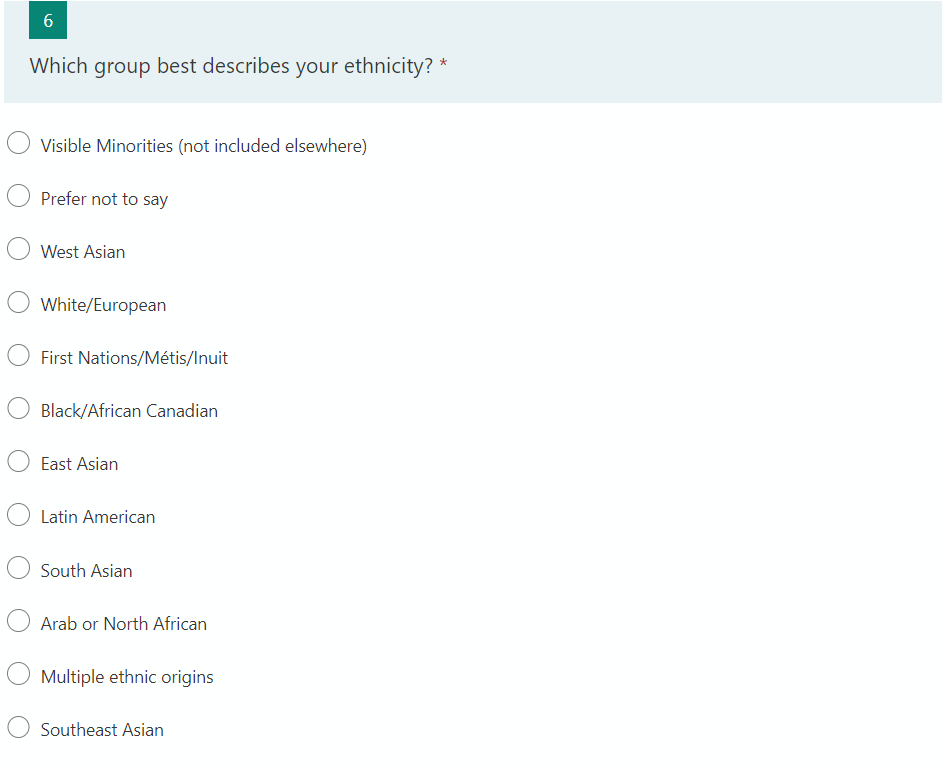 6
Which group best describes your ethnicity? *
Visible Minorities (not included elsewhere)
Prefer not to say
West Asian
White/European
First Nations/Métis/Inuit
Black/African Canadian
East Asian
Latin American
South Asian
Arab or North African
Multiple ethnic origins
Southeast Asian